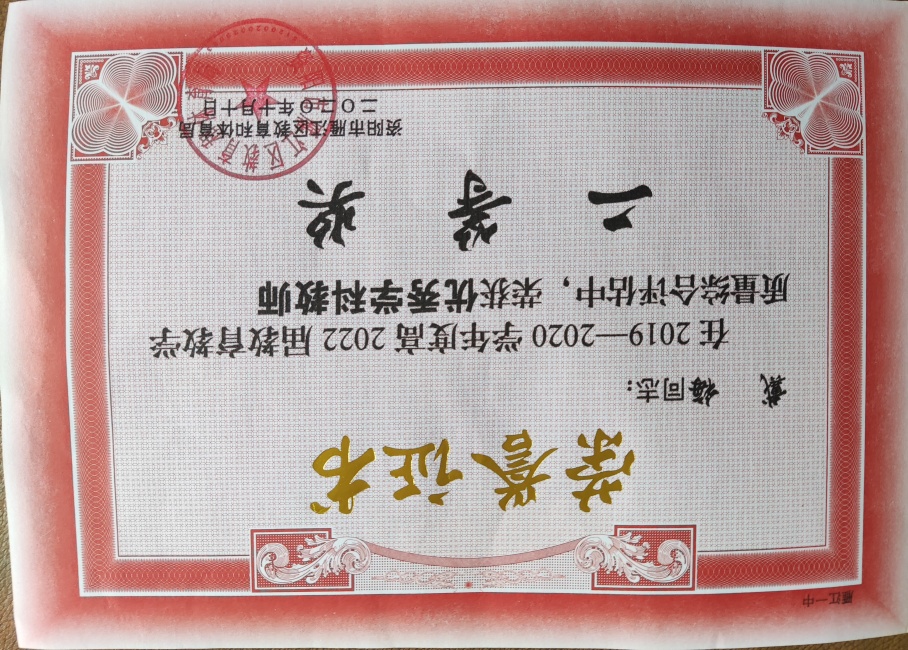 雁江一中
荣誉证书
戴 梅同志：
在2019—2020学年度高2022届教育教学
质量综合评估中，荣获优秀学科教师
二等奖
资阳市雁江区教育和体育局
二〇二〇年十月十日